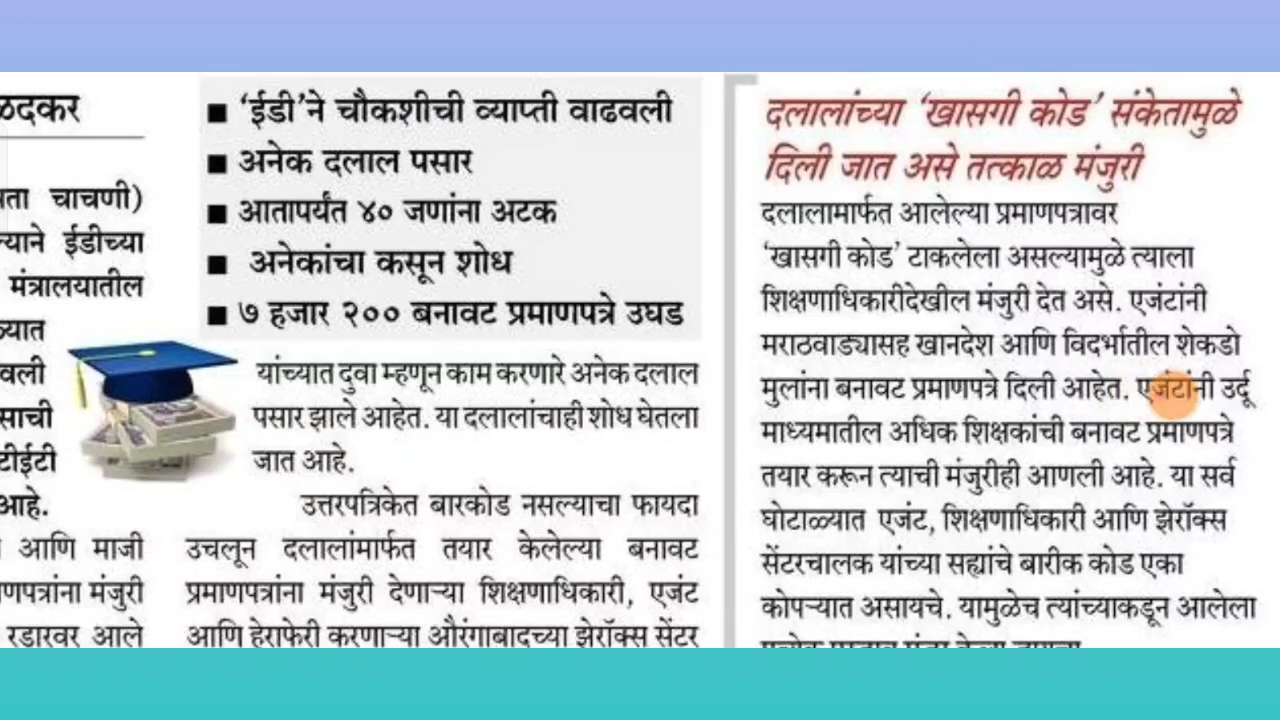 ळदकर
ता चाचणी)
याने ईडीच्या
मंत्रालयातील
यात
वली
साची
टीईटी
आहे.
आणि माजी
णपत्रांना मंजुरी
रडारवर आले
■ ‘ईडी’ने चौकशीची व्याप्ती वाढवली
■ अनेक दलाल पसार
■ आतापर्यंत ४० जणांना अटक
■ अनेकांचा कसून शोध
■ ७ हजार २०० बनावट प्रमाणपत्रे उघड
यांच्यात दुवा म्हणून काम करणारे अनेक दलाल
पसार झाले आहेत. या दलालांचाही शोध घेतला
जात आहे.
उत्तरपत्रिकेत बारकोड नसल्याचा फायदा
उचलून दलालांमार्फत तयार केलेल्या बनावट
प्रमाणपत्रांना मंजुरी देणाऱ्या शिक्षणाधिकारी, एजंट
आणि हेराफेरी करणाऱ्या औरंगाबादच्या झेरॉक्स सेंटर
दलालांच्या ‘खासगी कोड’ संकेतामुळे
दिली जात असे तत्काळ मंजुरी
दलालामार्फत आलेल्या प्रमाणपत्रावर
‘खासगी कोड’ टाकलेला असल्यामुळे त्याला
शिक्षणाधिकारीदेखील मंजुरी देत असे. एजंटांनी
मराठवाड्यासह खानदेश आणि विदर्भातील शेकडो
मुलांना बनावट प्रमाणपत्रे दिली आहेत. एजंटांनी उर्दू
माध्यमातील अधिक शिक्षकांची बनावट प्रमाणपत्रे
तयार करून त्याची मंजुरीही आणली आहे. या सर्व
घोटाळ्यात एजंट, शिक्षणाधिकारी आणि झेरॉक्स
सेंटरचालक यांच्या सह्यांचे बारीक कोड एका
कोपऱ्यात असायचे. यामुळेच त्यांच्याकडून आलेला